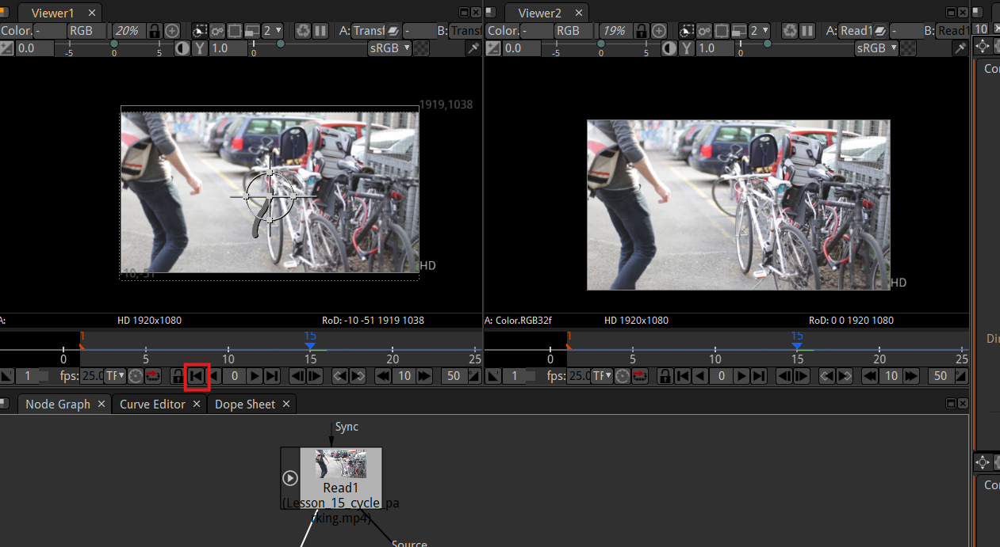 Viewer1 Viewer2
Color. - RGB 20% 2 A: Transf - B: Transf Color. - RGB 19% 2 A: Read1 - B: Read1 10
0.0 -5 0 5 Y 1.0 0 sRGB 0.0 -5 0 5 Y 1.0 0 sRGB
Co
1919,1038
HD
-10,-51
HD
A: HD 1920x1080 RoD: -10 -51 1919 1038 A: Color.RGB32f HD 1920x1080 RoD: 0 0 1920 1080
1 15 1 15
Di
0 5 10 15 20 25 0 5 10 15 20 25
1 fps: 25.0 TF 0 10 50 1 fps: 25.0 TF 0 10 50
Node Graph Curve Editor Dope Sheet
Sync
Read1
(Lesson_15_cycle_pa
rking.mp4)
Co
Source